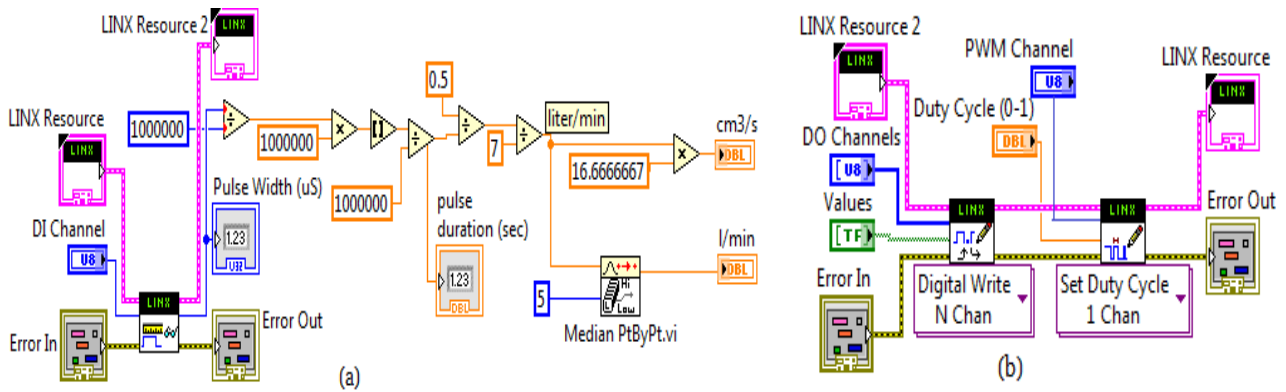 LINX Resource 2
LINX
LINX Resource
LINX
1000000
1000000
0.5
liter/min
7
16.6666667
cm3/s
DBL
1000000
Pulse Width (uS)
1.23
U32
pulse
duration (sec)
1.23
DBL
DI Channel
U8
LINX
5
Hi
Low
Median PtByPt.vi
l/min
DBL
Error In
Error Out
(a)
LINX Resource 2
LINX
PWM Channel
U8
LINX Resource
LINX
Duty Cycle (0-1)
DBL
DO Channels
[U8]
Values
[TF]
LINX
LINX
Error In
Error Out
Digital Write
N Chan
Set Duty Cycle
1 Chan
(b)